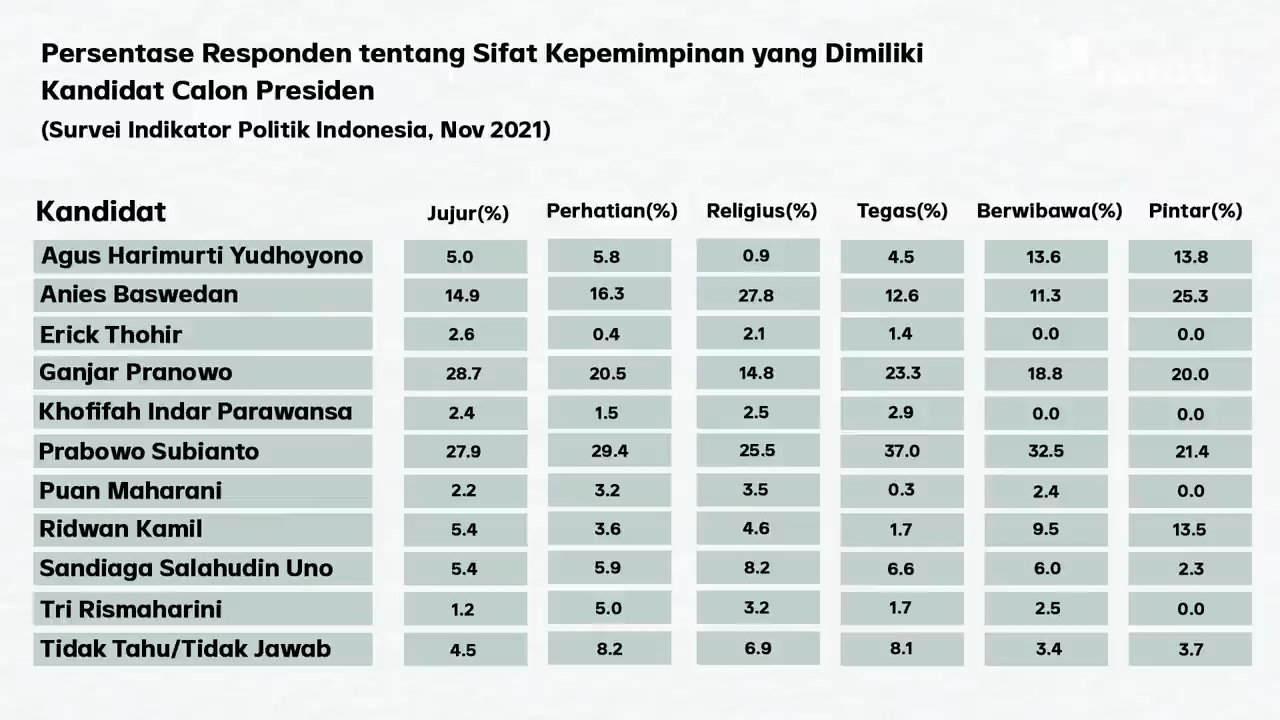 Persentase Responden tentang Sifat Kepemimpinan yang Dimiliki
Kandidat Calon Presiden
(Survei Indikator Politik Indonesia, Nov 2021)
Kandidat Jujur(%) Perhatian(%) Religius(%) Tegas(%) Berwibawa(%) Pintar(%)
Agus Harimurti Yudhoyono 5.0 5.8 0.9 4.5 13.6 13.8
Anies Baswedan 14.9 16.3 27.8 12.6 11.3 25.3
Erick Thohir 2.6 0.4 2.1 1.4 0.0 0.0
Ganjar Pranowo 28.7 20.5 14.8 23.3 18.8 20.0
Khofifah Indar Parawansa 2.4 1.5 2.5 2.9 0.0 0.0
Prabowo Subianto 27.9 29.4 25.5 37.0 32.5 21.4
Puan Maharani 2.2 3.2 3.5 0.3 2.4 0.0
Ridwan Kamil 5.4 3.6 4.6 1.7 9.5 13.5
Sandiaga Salahudin Uno 5.4 5.9 8.2 6.6 6.0 2.3
Tri Rismaharini 1.2 5.0 3.2 1.7 2.5 0.0
Tidak Tahu/Tidak Jawab 4.5 8.2 6.9 8.1 3.4 3.7